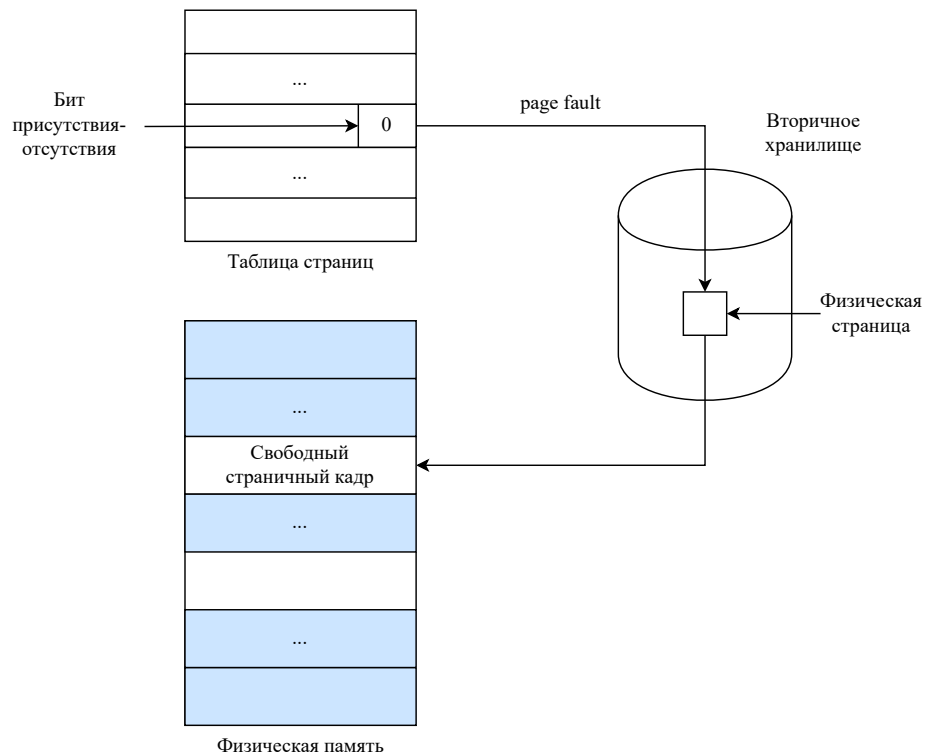 ...
Бит
присутствия-
отсутствия
0
page fault
Вторичное
хранилище
...
Таблица страниц
Физическая
страница
...
Свободный
страничный кадр
...
...
Физическая память